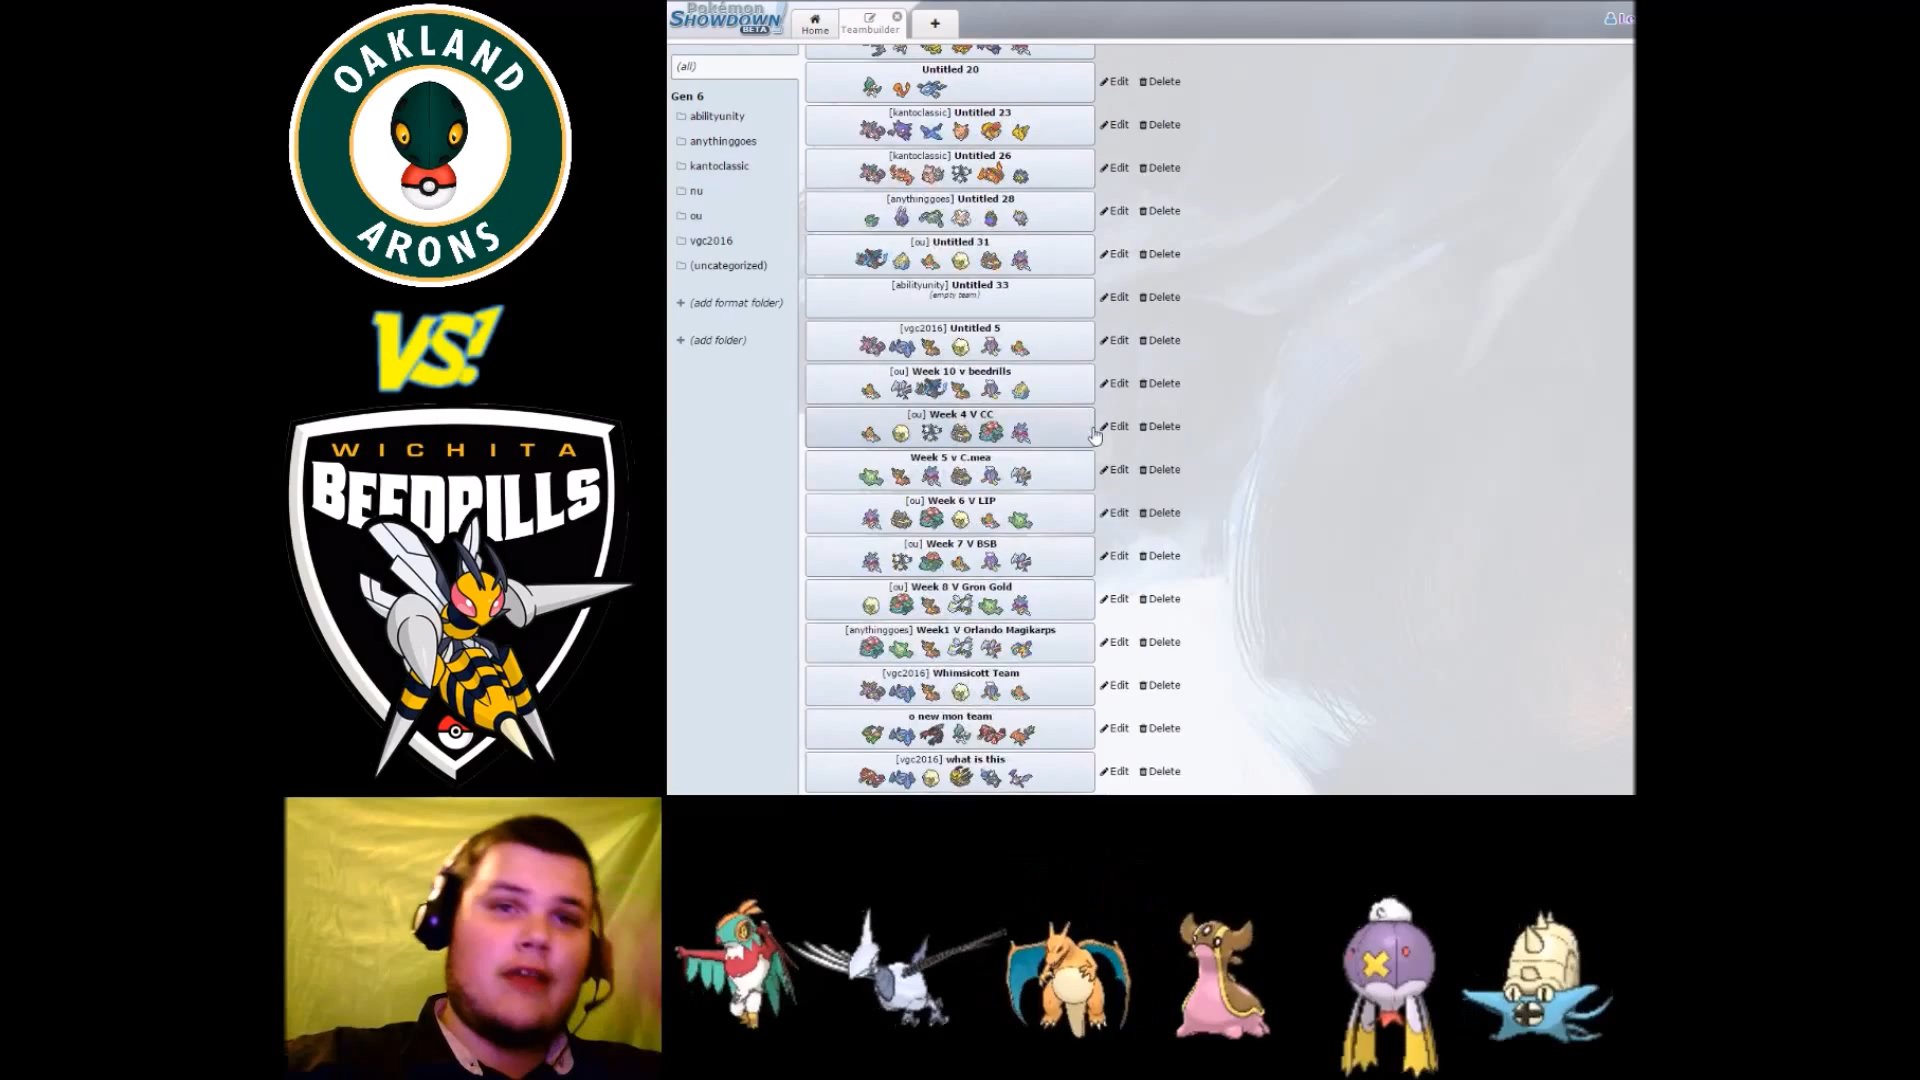 OAKLAND
ARONS
VS!
WICHITA
BEEDRILLS
Pokémon
SHOWDOWN!
BETA
Home
Teambuilder
+
Lo
(all)
Gen 6
abilityunity
anythinggoes
kantoclassic
nu
ou
vgc2016
(uncategorized)
+ (add format folder)
+ (add folder)
Untitled 20
Edit Delete
[kantoclassic] Untitled 23
Edit Delete
[kantoclassic] Untitled 26
Edit Delete
[anythinggoes] Untitled 28
Edit Delete
[ou] Untitled 31
Edit Delete
[abilityunity] Untitled 33
(empty team)
Edit Delete
[vgc2016] Untitled 5
Edit Delete
[ou] Week 10 v beedrills
Edit Delete
[ou] Week 4 V CC
Edit Delete
Week 5 v C.mea
Edit Delete
[ou] Week 6 V LIP
Edit Delete
[ou] Week 7 V BSB
Edit Delete
[ou] Week 8 V Gron Gold
Edit Delete
[anythinggoes] Week1 V Orlando Magikarps
Edit Delete
[vgc2016] Whimsicott Team
Edit Delete
o new mon team
Edit Delete
[vgc2016] what is this
Edit Delete